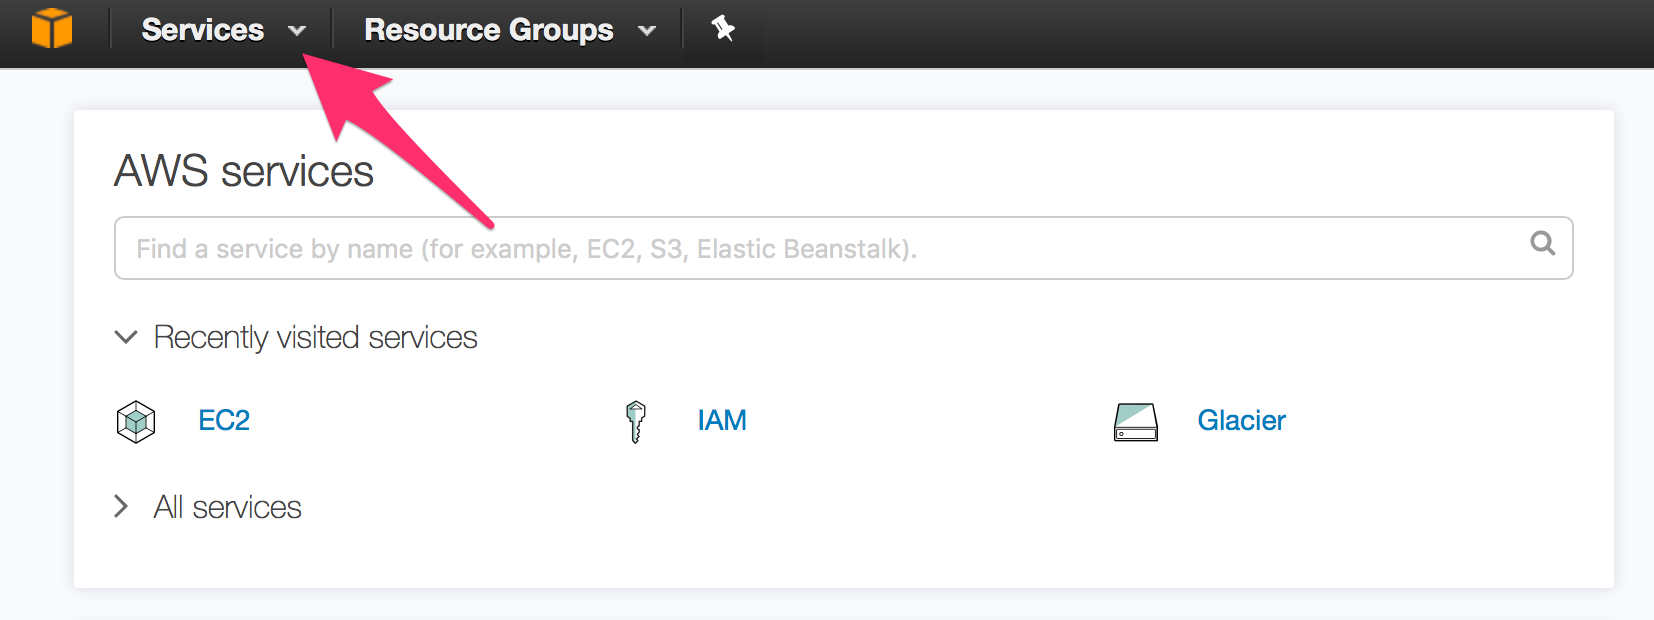 Services
Resource Groups
AWS services
Find a service by name (for example, EC2, S3, Elastic Beanstalk).
Recently visited services
EC2
IAM
Glacier
All services